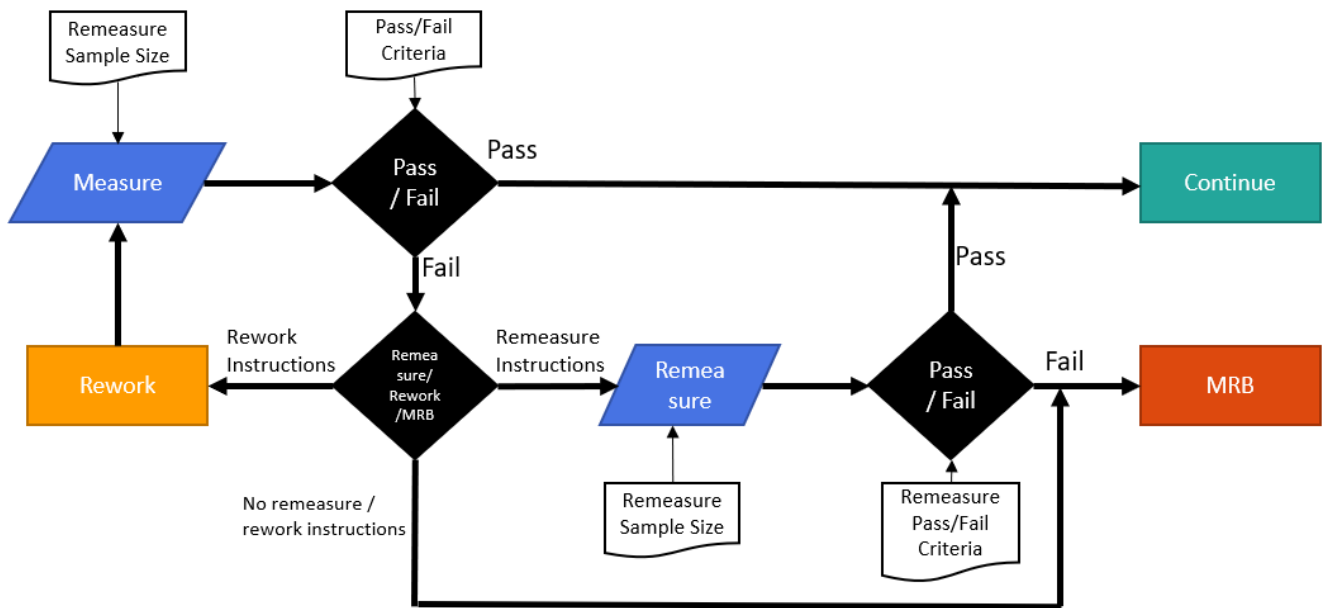 Remeasure
Sample Size
Pass/Fail
Criteria
Measure
Pass
/ Fail
Pass
Continue
Fail
Pass
Rework
Instructions
Remeasure
Instructions
Rework
Remea
sure/
Rework
/MRB
Remea
sure
Pass
/ Fail
Fail
MRB
No remeasure /
rework instructions
Remeasure
Sample Size
Remeasure
Pass/Fail
Criteria